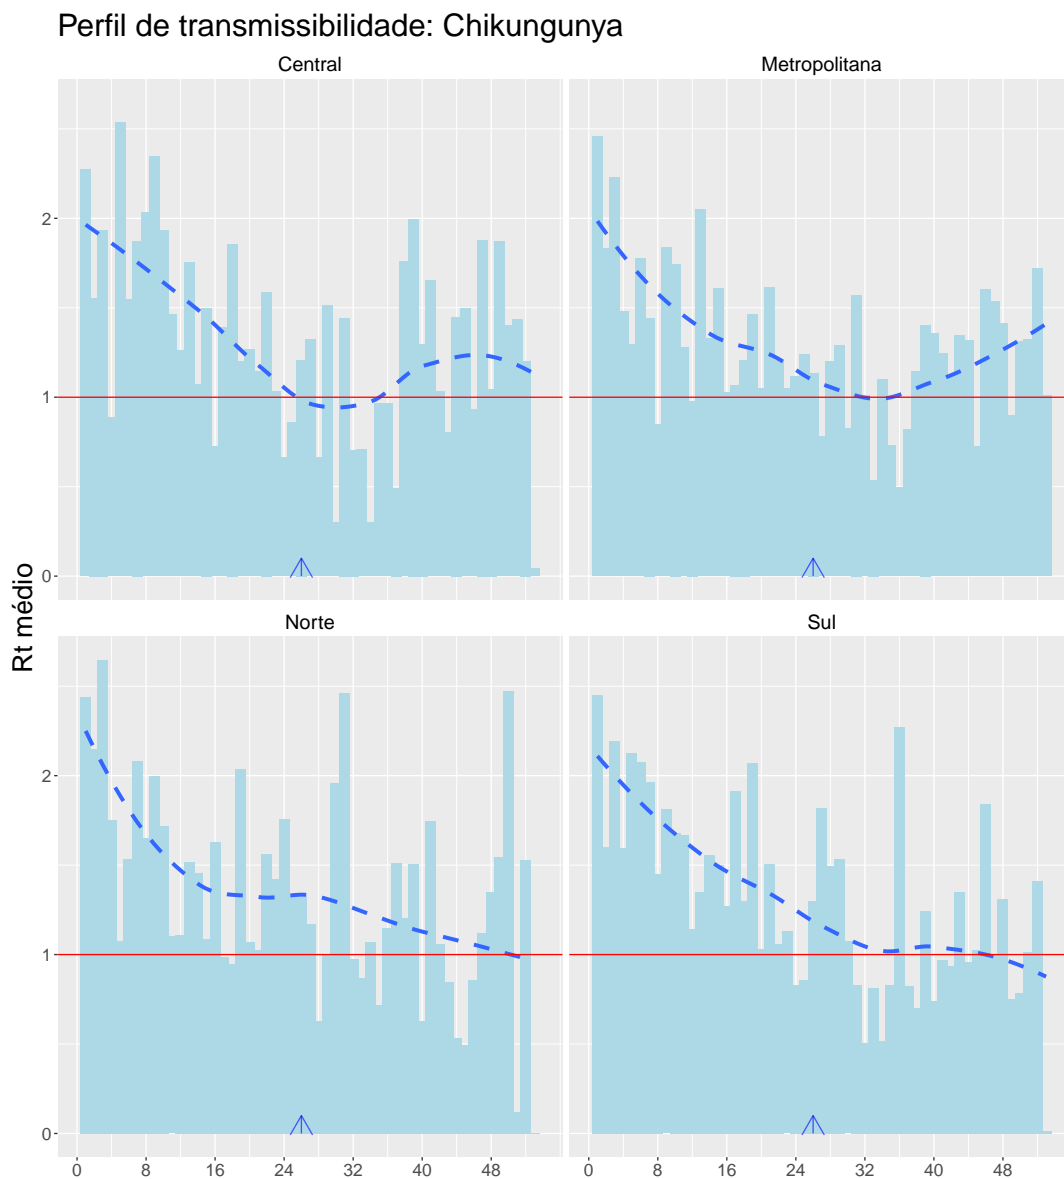 Perfil de transmissibilidade: Chikungunya
Central
Metropolitana
2
1
0
Rt médio
Norte
Sul
2
1
0
0 8 16 24 32 40 48
0 8 16 24 32 40 48